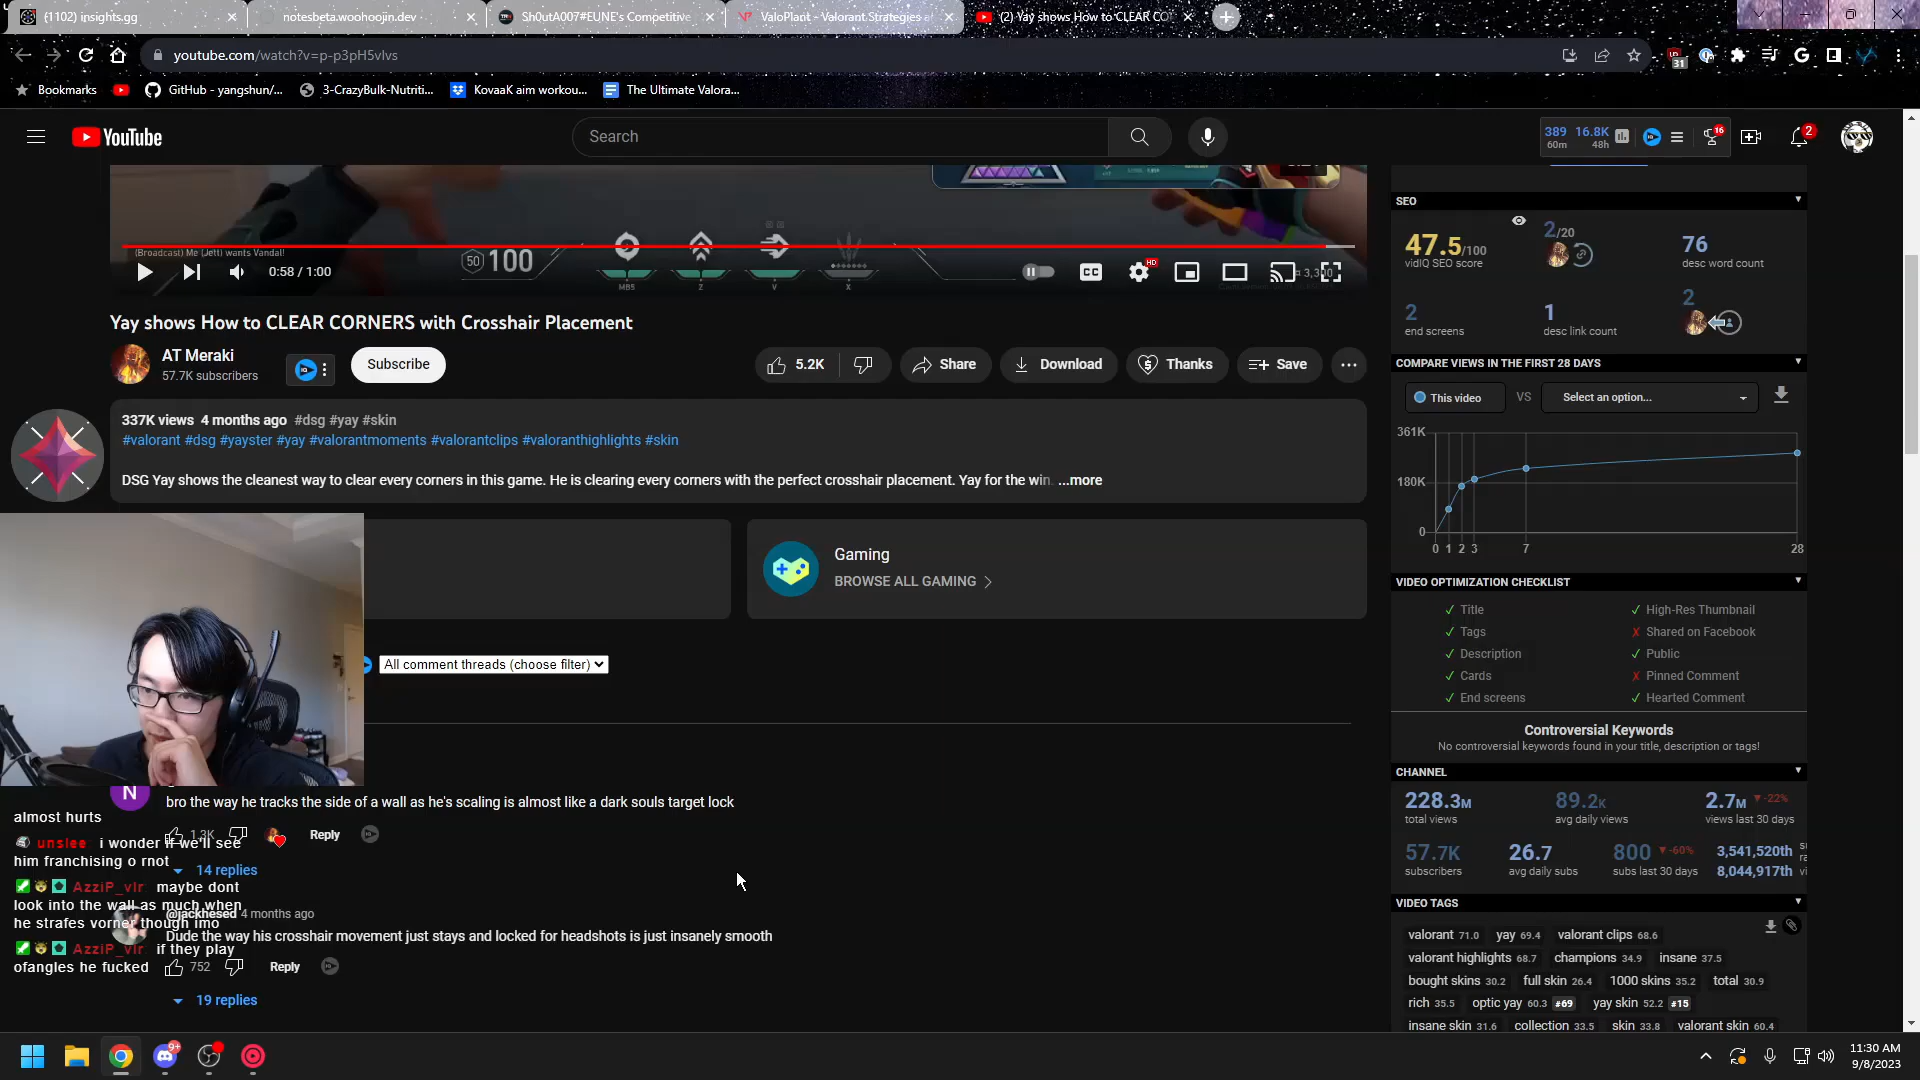 (1102) insights.gg
notesbeta.woohoojin.dev
Sh0utA007#EUNE's Competitive
ValoPlant - Valorant Strategies a
(2) Yay shows How to CLEAR CO
youtube.com/watch?v=p-p3pH5vlvs
31
Bookmarks
GitHub - yangshun/...
3-CrazyBulk-Nutriti...
KovaaK aim workou...
The Ultimate Valora...
YouTube
Search
389 16.8K
60m 48h
16
2
(Broadcast) Me (Jett) wants Vandal!
50 100
0:58 / 1:00
CC
HD
3,300
MB5 Z V X
Yay shows How to CLEAR CORNERS with Crosshair Placement
AT Meraki
57.7K subscribers
Subscribe
5.2K
Share
Download
Thanks
Save
337K views 4 months ago #dsg #yay #skin
#valorant #dsg #yayster #yay #valorantmoments #valorantclips #valoranthighlights #skin
DSG Yay shows the cleanest way to clear every corners in this game. He is clearing every corners with the perfect crosshair placement. Yay for the win. ...more
Gaming
BROWSE ALL GAMING
All comment threads (choose filter)
N
bro the way he tracks the side of a wall as he's scaling is almost like a dark souls target lock
1.3K
Reply
14 replies
@jackhesed 4 months ago
Dude the way his crosshair movement just stays and locked for headshots is just insanely smooth
752
Reply
19 replies
almost hurts
unslee i wonder if we'll see
him franchising o rnot
AzziP_vlr maybe dont
look into the wall as much when
he strafes vorner though imo
AzziP_vlr if they play
ofangles he fucked
SEO
47.5/100
vidIQ SEO score
2/20
76
desc word count
2
end screens
1
desc link count
2
COMPARE VIEWS IN THE FIRST 28 DAYS
This video
VS
Select an option...
361K
180K
0
0 1 2 3 7 28
VIDEO OPTIMIZATION CHECKLIST
✓ Title
✓ High-Res Thumbnail
✓ Tags
✗ Shared on Facebook
✓ Description
✓ Public
✓ Cards
✗ Pinned Comment
✓ End screens
✓ Hearted Comment
Controversial Keywords
No controversial keywords found in your title, description or tags!
CHANNEL
228.3M
total views
89.2K
avg daily views
2.7M -22%
views last 30 days
57.7K
subscribers
26.7
avg daily subs
800 -60%
subs last 30 days
3,541,520th
8,044,917th
VIDEO TAGS
valorant 71.0 yay 69.4 valorant clips 68.6
valorant highlights 68.7 champions 34.9 insane 37.5
bought skins 30.2 full skin 26.4 1000 skins 35.2 total 30.9
rich 35.5 optic yay 60.3 #69 yay skin 52.2 #15
insane skin 31.6 collection 33.5 skin 33.8 valorant skin 60.4
9+
11:30 AM
9/8/2023